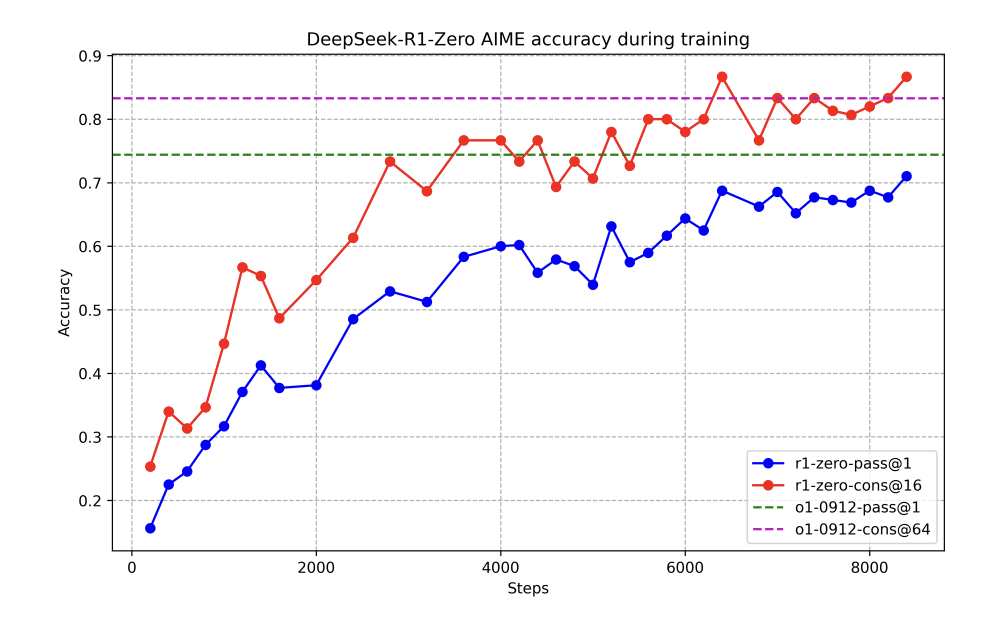 DeepSeek-R1-Zero AIME accuracy during training
0.9
0.8
0.7
0.6
0.5
0.4
0.3
0.2
Accuracy
r1-zero-pass@1
r1-zero-cons@16
o1-0912-pass@1
o1-0912-cons@64
0 2000 4000 6000 8000
Steps